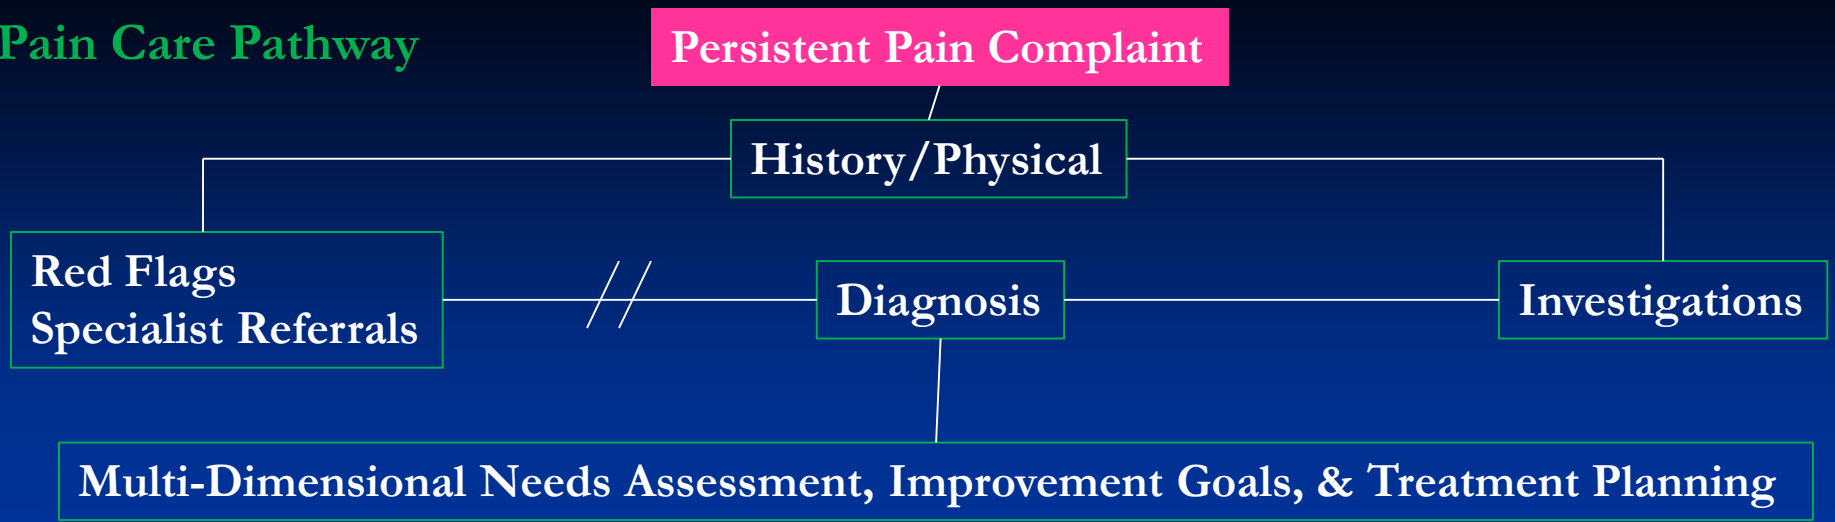 Pain Care Pathway
Persistent Pain Complaint
History/Physical
Red Flags
Specialist Referrals
Diagnosis
Investigations
Multi-Dimensional Needs Assessment, Improvement Goals, & Treatment Planning